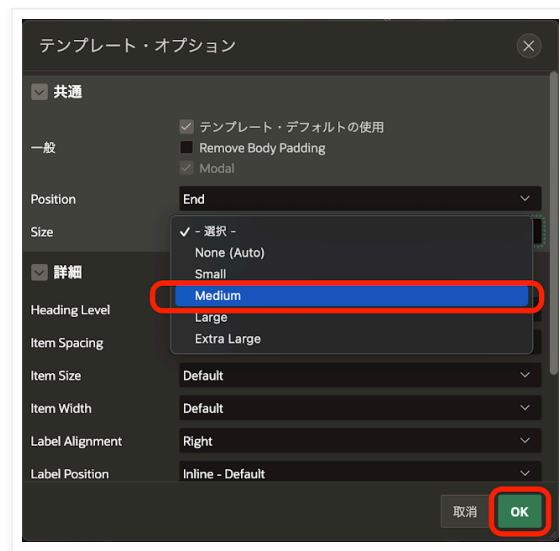 テンプレート・オプション
共通
一般
テンプレート・デフォルトの使用
Remove Body Padding
Modal
Position End
Size
- 選択 -
None (Auto)
Small
Medium
Large
Extra Large
詳細
Heading Level
Item Spacing
Item Size Default
Item Width Default
Label Alignment Right
Label Position Inline - Default
取消 OK